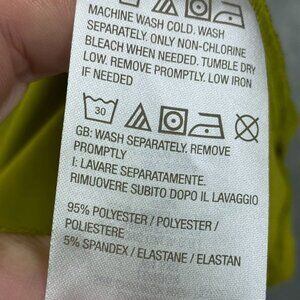 MACHINE WASH COLD. WASH
SEPARATELY. ONLY NON-CHLORINE
BLEACH WHEN NEEDED. TUMBLE DRY
LOW. REMOVE PROMPTLY. LOW IRON
IF NEEDED
30
GB: WASH SEPARATELY. REMOVE
PROMPTLY
I: LAVARE SEPARATAMENTE.
RIMUOVERE SUBITO DOPO IL LAVAGGIO
95% POLYESTER / POLYESTER /
POLIESTERE
5% SPANDEX / ELASTANE / ELASTAN